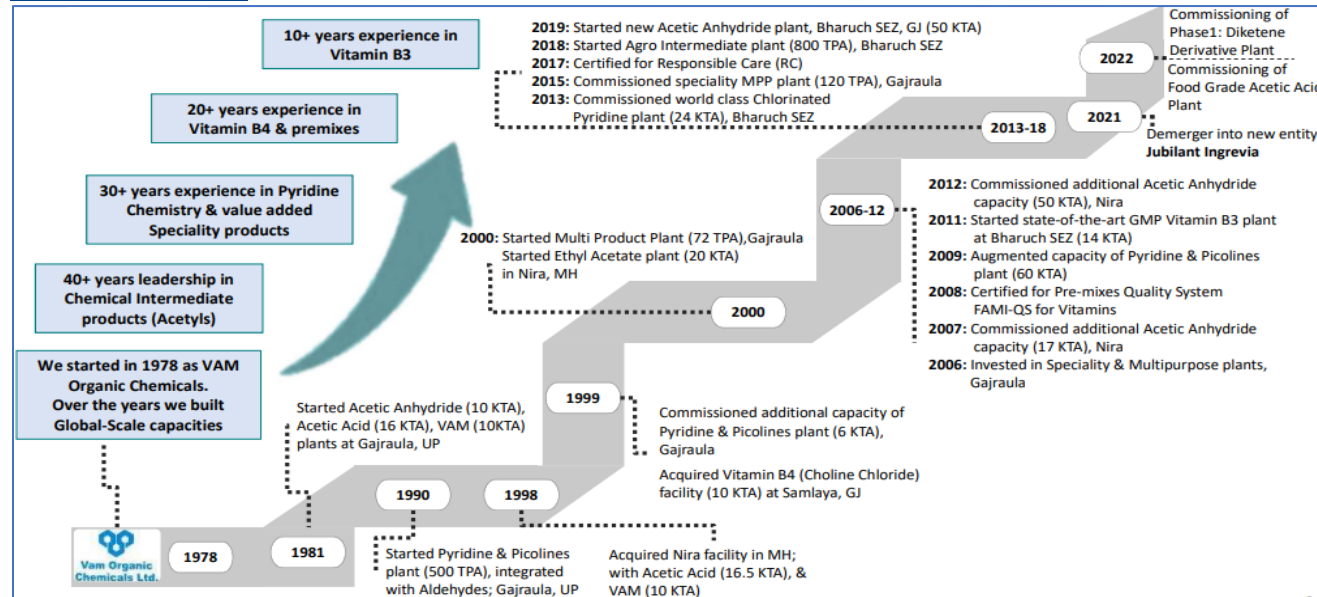 10+ years experience in
Vitamin B3
20+ years experience in
Vitamin B4 & premixes
30+ years experience in Pyridine
Chemistry & value added
Speciality products
40+ years leadership in
Chemical Intermediate
products (Acetyls)
We started in 1978 as VAM
Organic Chemicals.
Over the years we built
Global-Scale capacities
Vam Organic
Chemicals Ltd.
1978
1981
Started Acetic Anhydride (10 KTA),
Acetic Acid (16 KTA), VAM (10KTA)
plants at Gajraula, UP
1990
Started Pyridine & Picolines
plant (500 TPA), integrated
with Aldehydes; Gajraula, UP
1998
Acquired Nira facility in MH;
with Acetic Acid (16.5 KTA), &
VAM (10 KTA)
1999
Commissioned additional capacity of
Pyridine & Picolines plant (6 KTA),
Gajraula
Acquired Vitamin B4 (Choline Chloride)
facility (10 KTA) at Samlaya, GJ
2000
2000: Started Multi Product Plant (72 TPA),Gajraula
Started Ethyl Acetate plant (20 KTA)
in Nira, MH
2006-12
2012: Commissioned additional Acetic Anhydride
capacity (50 KTA), Nira
2011: Started state-of-the-art GMP Vitamin B3 plant
at Bharuch SEZ (14 KTA)
2009: Augmented capacity of Pyridine & Picolines
plant (60 KTA)
2008: Certified for Pre-mixes Quality System
FAMI-QS for Vitamins
2007: Commissioned additional Acetic Anhydride
capacity (17 KTA), Nira
2006: Invested in Speciality & Multipurpose plants,
Gajraula
2013-18
2019: Started new Acetic Anhydride plant, Bharuch SEZ, GJ (50 KTA)
2018: Started Agro Intermediate plant (800 TPA), Bharuch SEZ
2017: Certified for Responsible Care (RC)
2015: Commissioned speciality MPP plant (120 TPA), Gajraula
2013: Commissioned world class Chlorinated
Pyridine plant (24 KTA), Bharuch SEZ
2021
Demerger into new entity
Jubilant Ingrevia
2022
Commissioning of
Phase1: Diketene
Derivative Plant
Commissioning of
Food Grade Acetic Acid
Plant